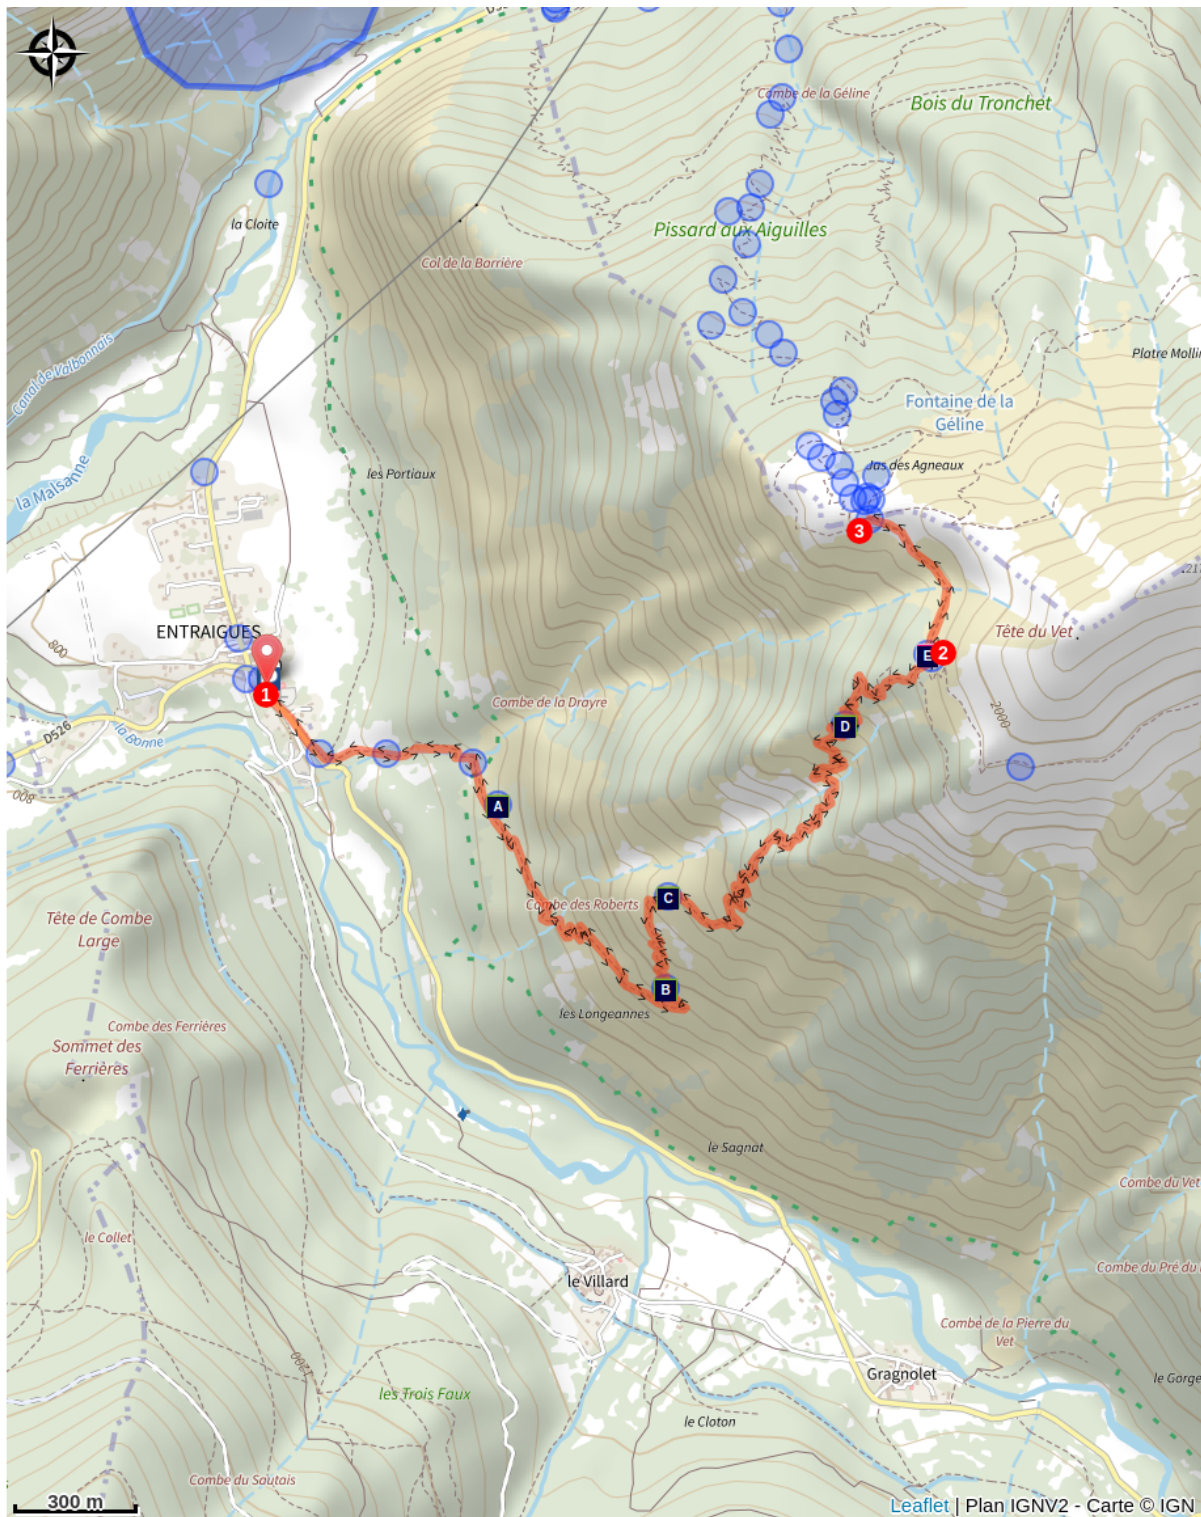 Combe de la Géline
Bois du Tronchet
la Cloite
Pissard aux Aiguilles
Col de la Barrière
Canal de Valbonnais
Platre Mollin
Fontaine de la
Géline
Jas des Agneaux
la Malsanne
les Portiaux
3
ENTRAIGUES
800
Tête du Vet
E
2
1
Combe de la Drayre
2000
D
D526
la Bonne
800
A
Combe des Roberts
C
Tête de Combe
Large
B
les Longeannes
Combe des Ferrières
Sommet des
Ferrières
le Sagnat
Combe du Vet
le Collet
le Villard
Combe du Pré du
Combe de la Pierre du
Vet
1200
Gragnolet
les Trois Faux
le Gorge
le Cloton
Combe du Sautais
300 m
Leaflet | Plan IGNV2 - Carte © IGN